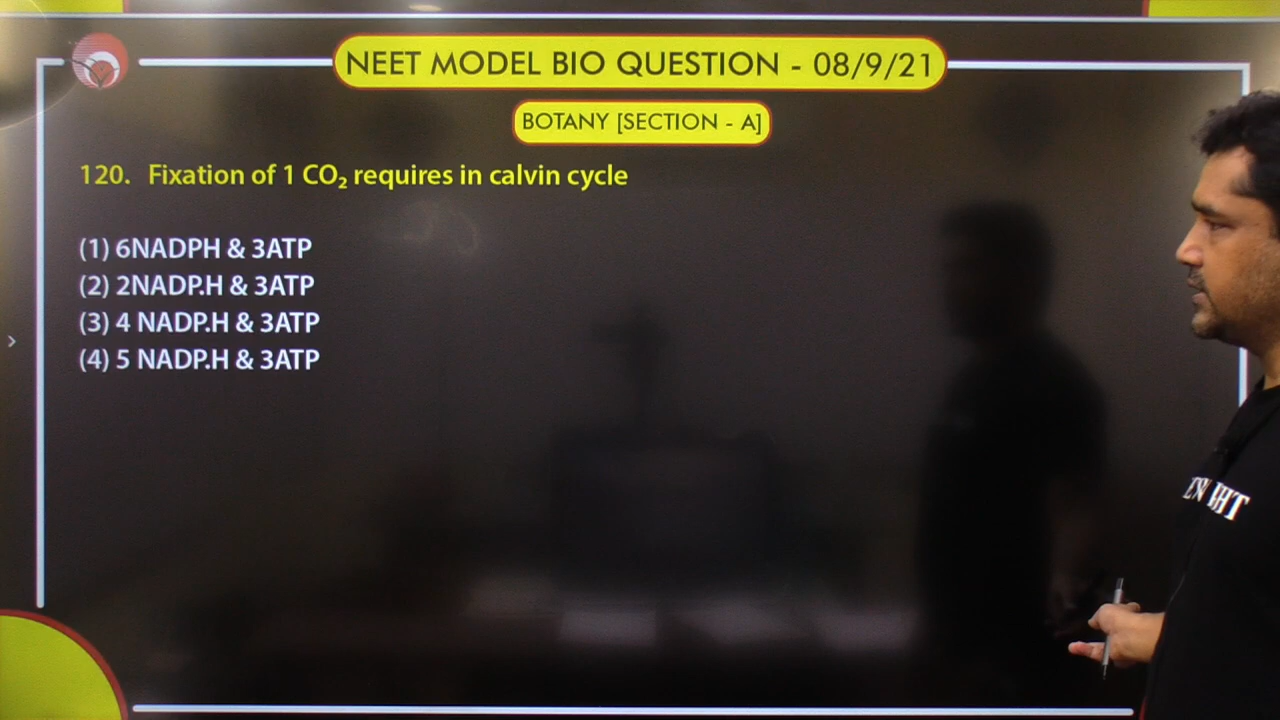 NEET MODEL BIO QUESTION - 08/9/21
BOTANY [SECTION - A]
120. Fixation of 1 CO₂ requires in calvin cycle
(1) 6NADPH & 3ATP
(2) 2NADP.H & 3ATP
(3) 4 NADP.H & 3ATP
(4) 5 NADP.H & 3ATP